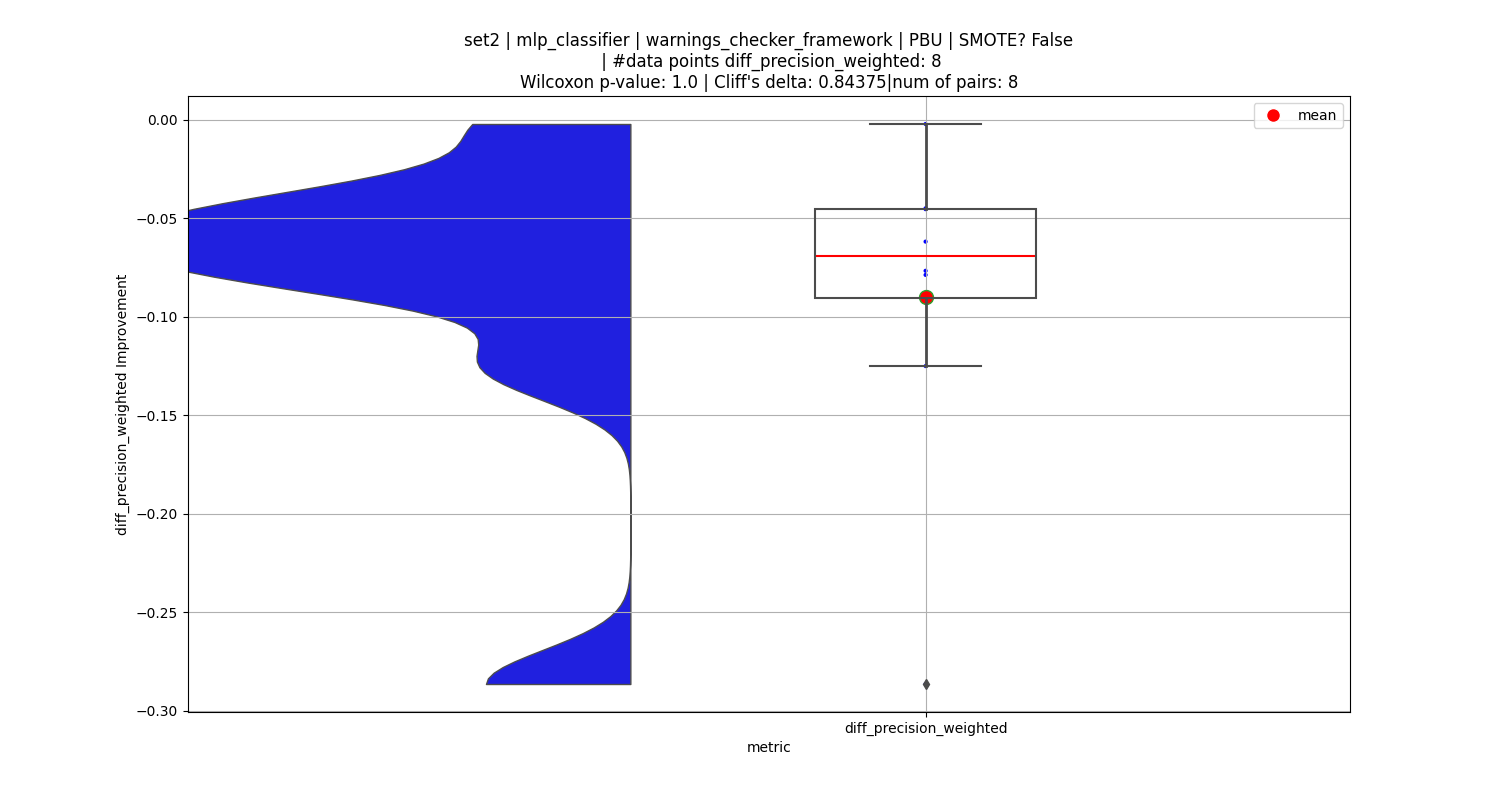 set2 | mlp_classifier | warnings_checker_framework | PBU | SMOTE? False
| #data points diff_precision_weighted: 8
Wilcoxon p-value: 1.0 | Cliff's delta: 0.84375|num of pairs: 8
mean
0.00
−0.05
−0.10
−0.15
−0.20
−0.25
−0.30
diff_precision_weighted Improvement
diff_precision_weighted
metric